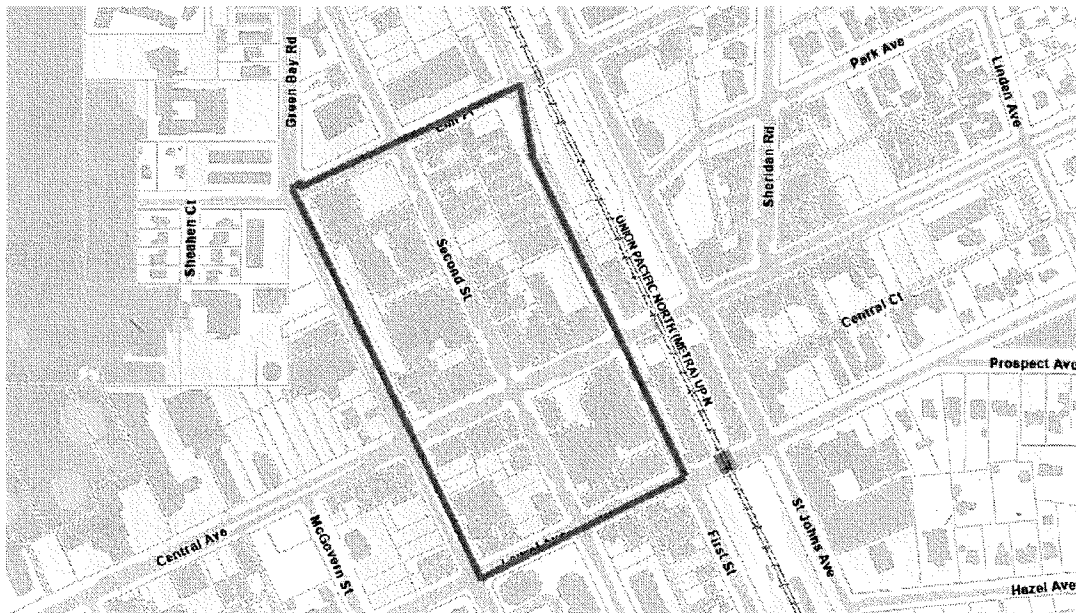 Green Bay Rd
Park Ave
Linden Ave
Sheridan Rd
Sheahen Ct
Second St
UNION PACIFIC NORTH (METRA) UP-N
Central Ct
Prospect Ave
Central Ave
McGovern St
First St
St Johns Ave
Hazel Ave